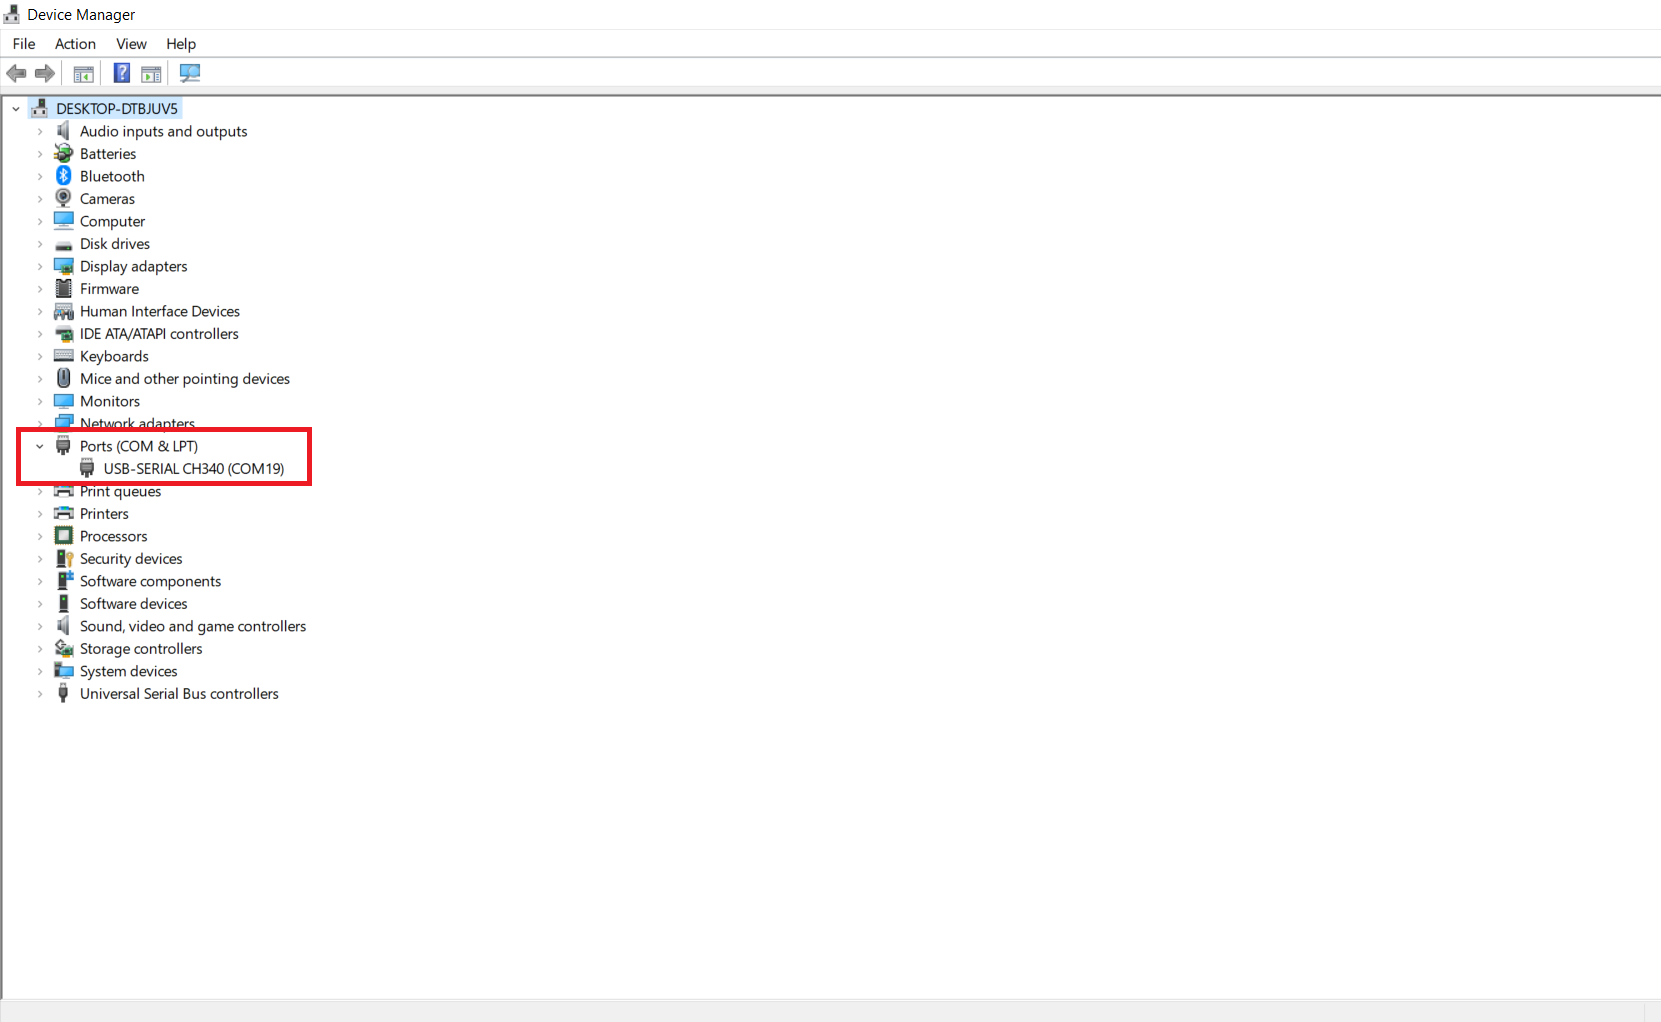 Device Manager
File Action View Help
?
DESKTOP-DTBJUV5
Audio inputs and outputs
Batteries
Bluetooth
Cameras
Computer
Disk drives
Display adapters
Firmware
Human Interface Devices
IDE ATA/ATAPI controllers
Keyboards
Mice and other pointing devices
Monitors
Network adapters
Ports (COM & LPT)
USB-SERIAL CH340 (COM19)
Print queues
Printers
Processors
Security devices
Software components
Software devices
Sound, video and game controllers
Storage controllers
System devices
Universal Serial Bus controllers